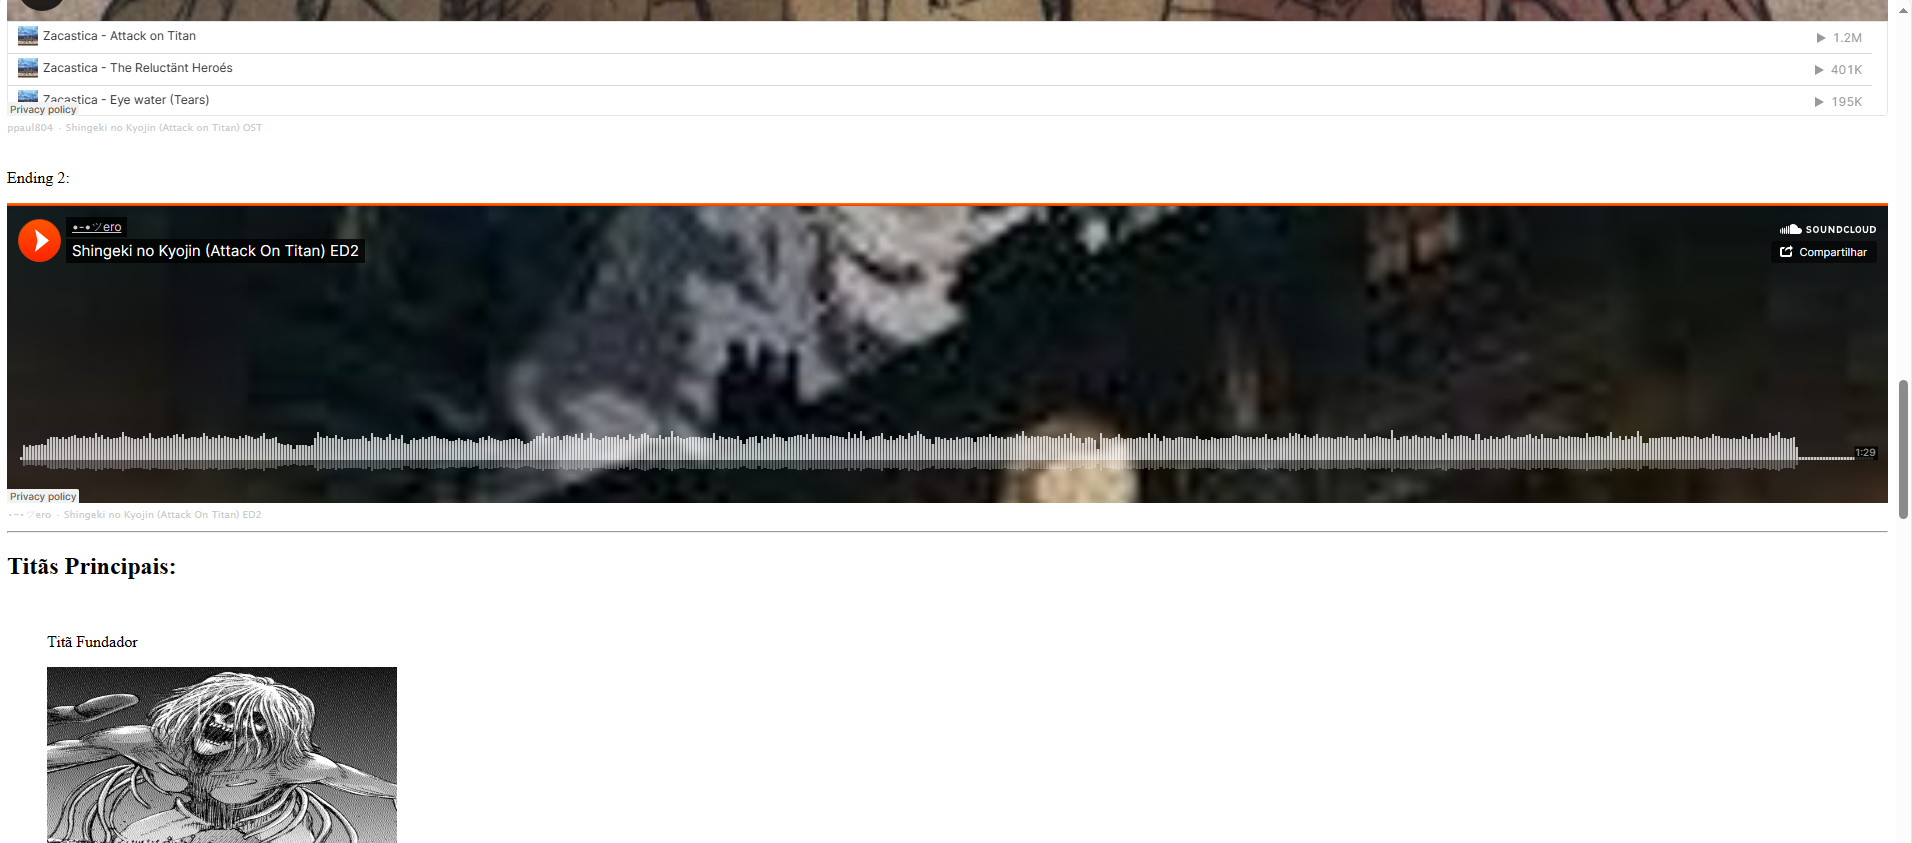 Zacastica - Attack on Titan
1.2M
Zacastica - The Reluctänt Heroés
401K
Zacastica - Eye water (Tears)
195K
Privacy policy
ppaul804 · Shingeki no Kyojin (Attack on Titan) OST
Ending 2:
•-•ツero
SOUNDCLOUD
Shingeki no Kyojin (Attack On Titan) ED2
Compartilhar
1:29
Privacy policy
•-•ツero · Shingeki no Kyojin (Attack On Titan) ED2
Titãs Principais:
Titã Fundador